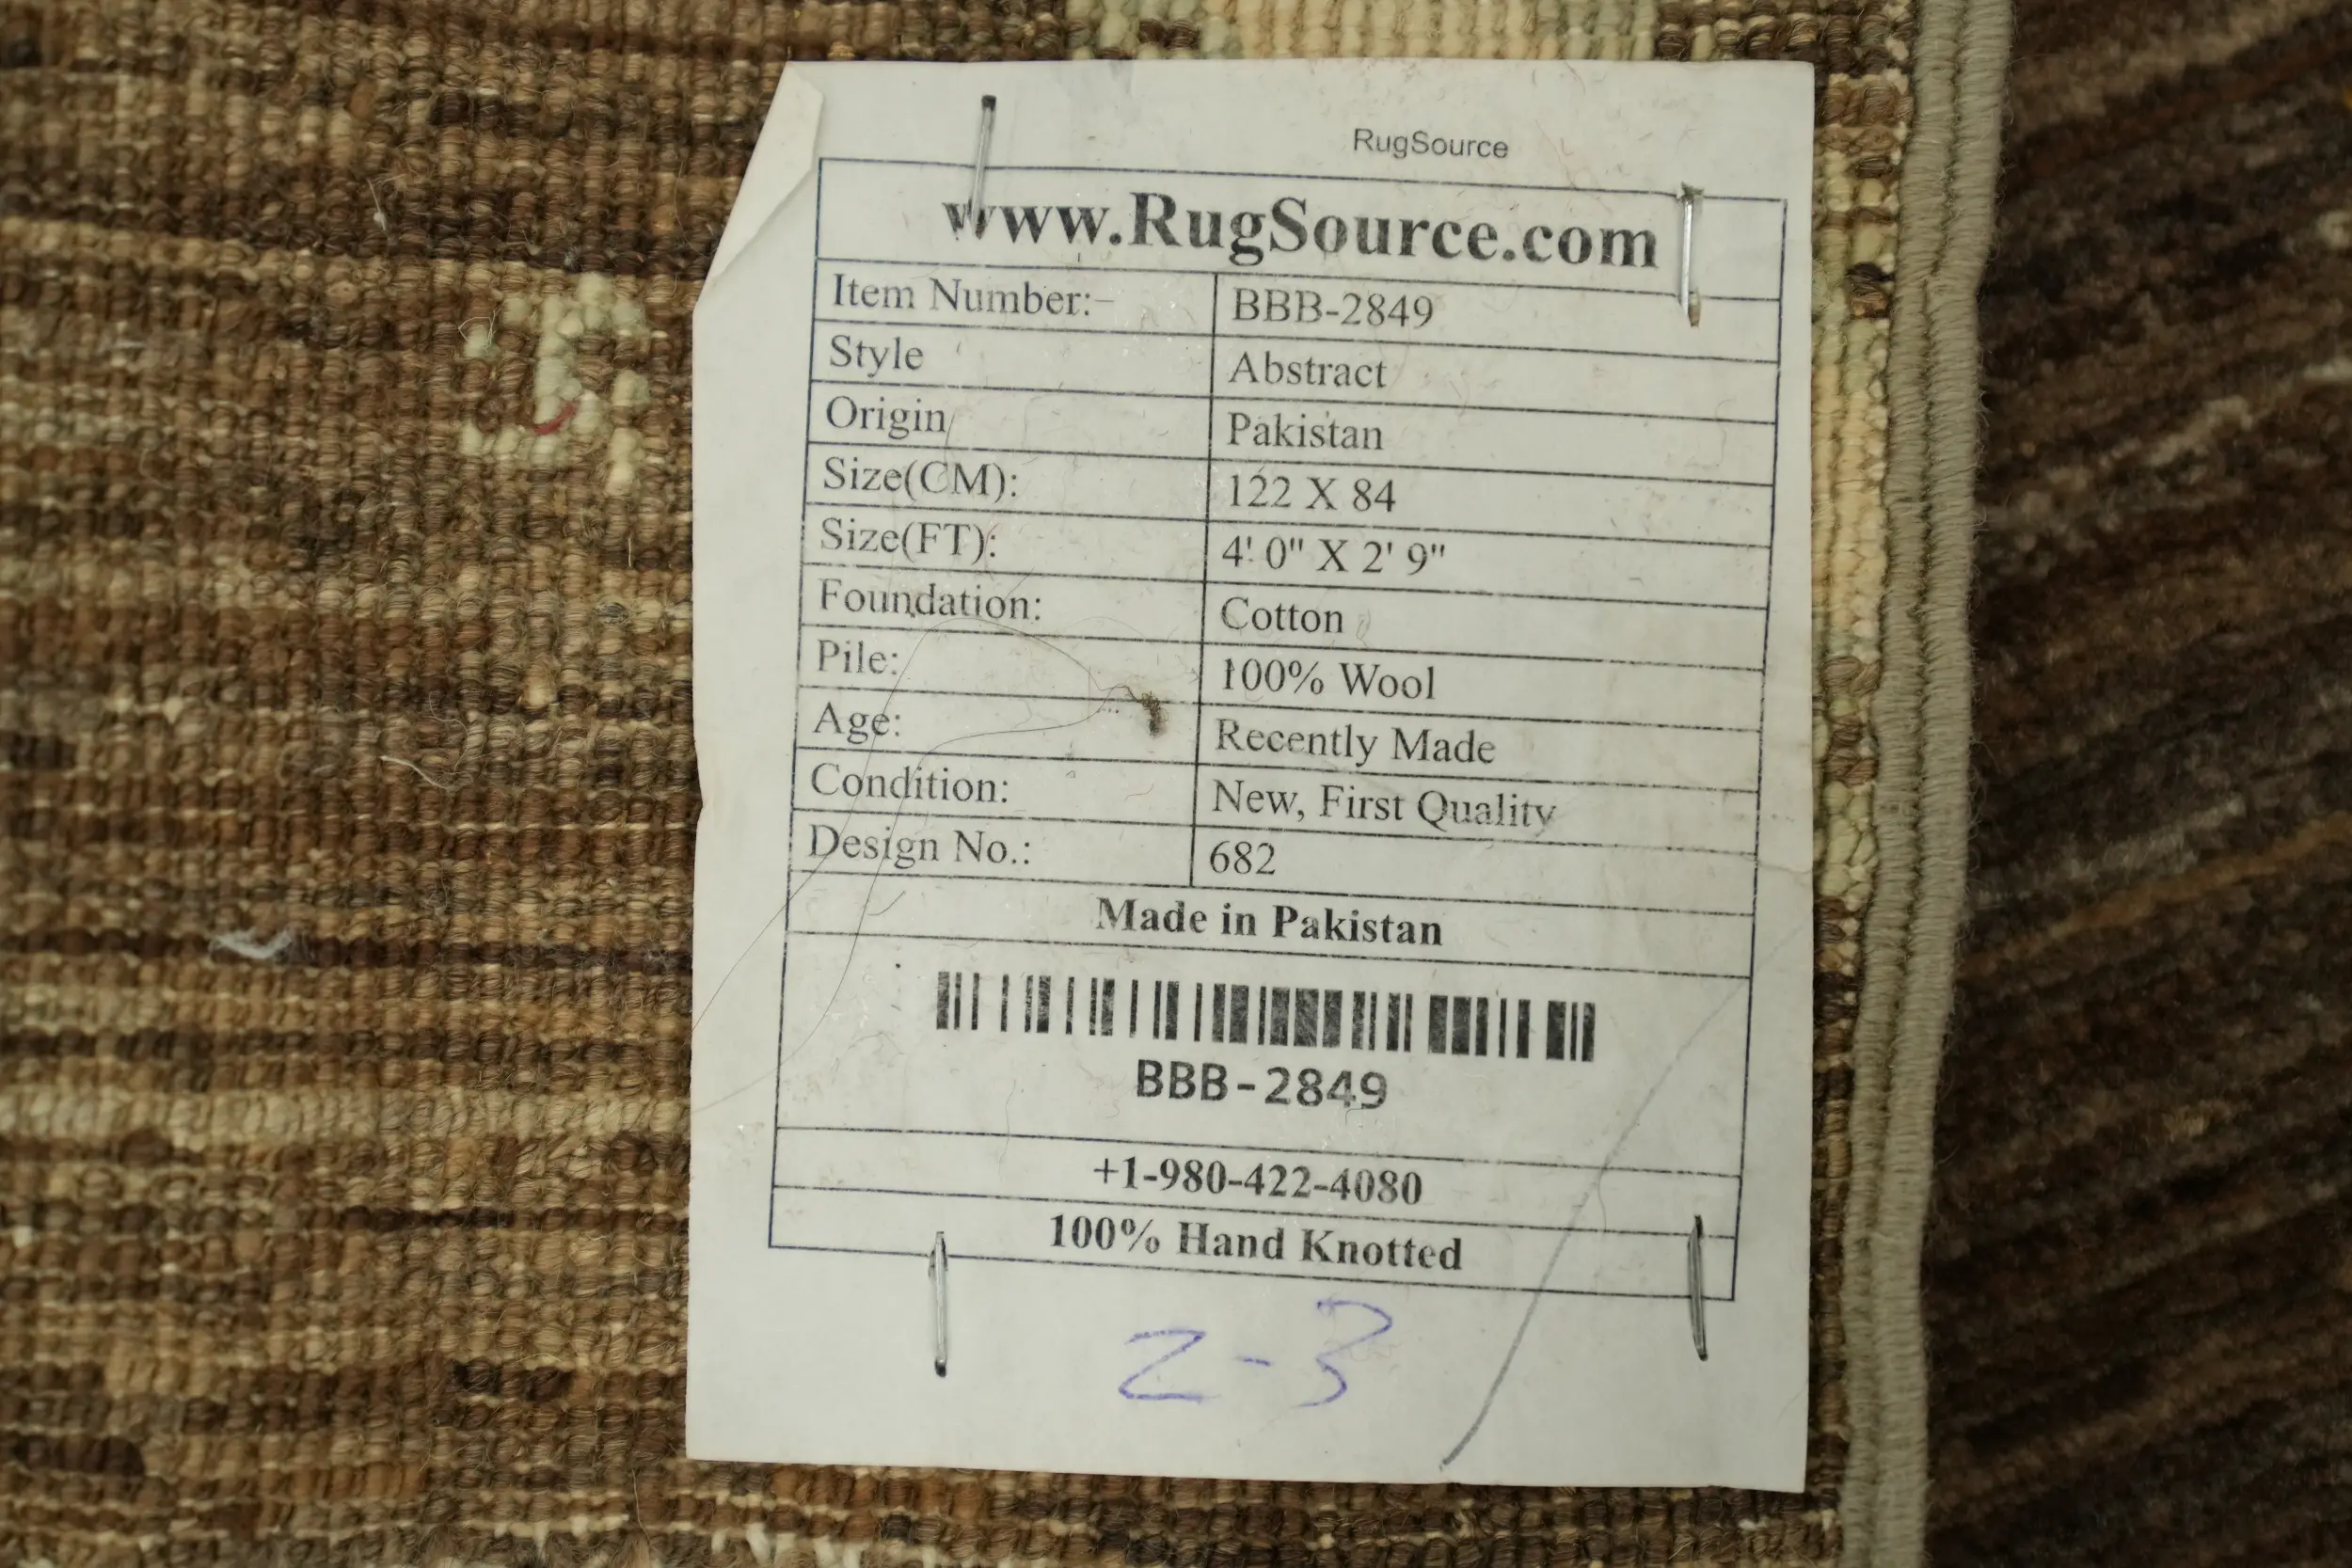 RugSource
www.RugSource.com
Item Number:- BBB-2849
Style Abstract
Origin Pakistan
Size(CM): 122 X 84
Size(FT): 4' 0" X 2' 9"
Foundation: Cotton
Pile: 100% Wool
Age: Recently Made
Condition: New, First Quality
Design No.: 682
Made in Pakistan
BBB-2849
+1-980-422-4080
100% Hand Knotted
2-3